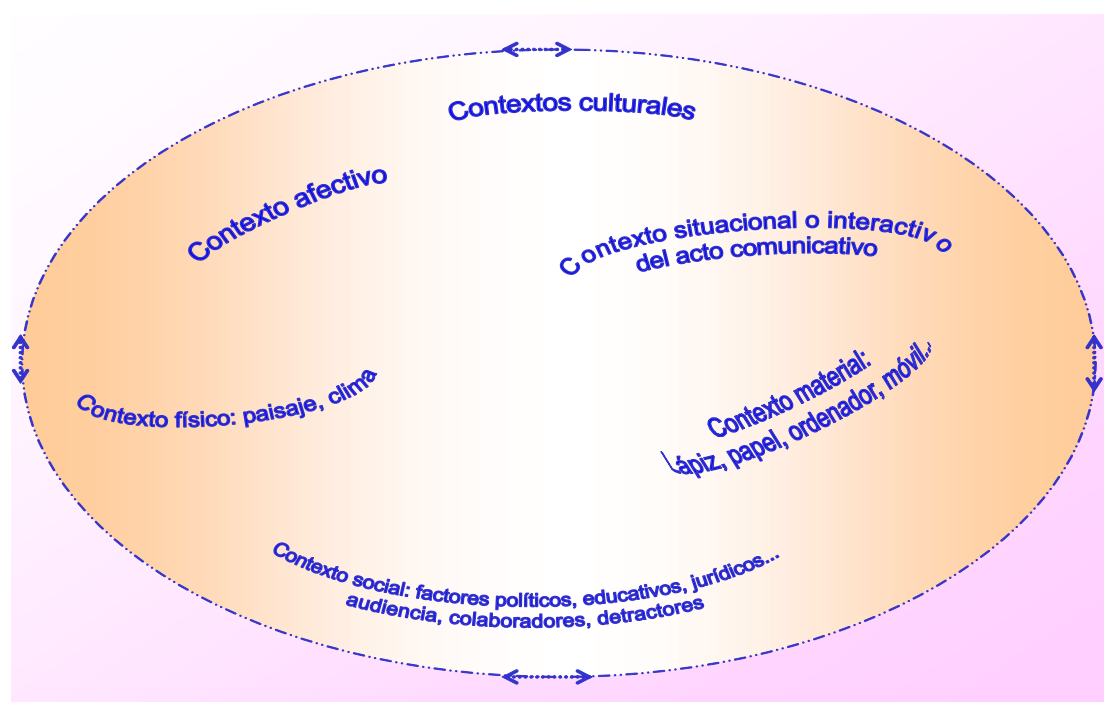 Contextos culturales
Contexto afectivo
Contexto situacional o interactivo
del acto comunicativo
Contexto físico: paisaje, clima
Contexto material:
Lápiz, papel, ordenador, móvil..
Contexto social: factores políticos, educativos, jurídicos...
audiencia, colaboradores, detractores